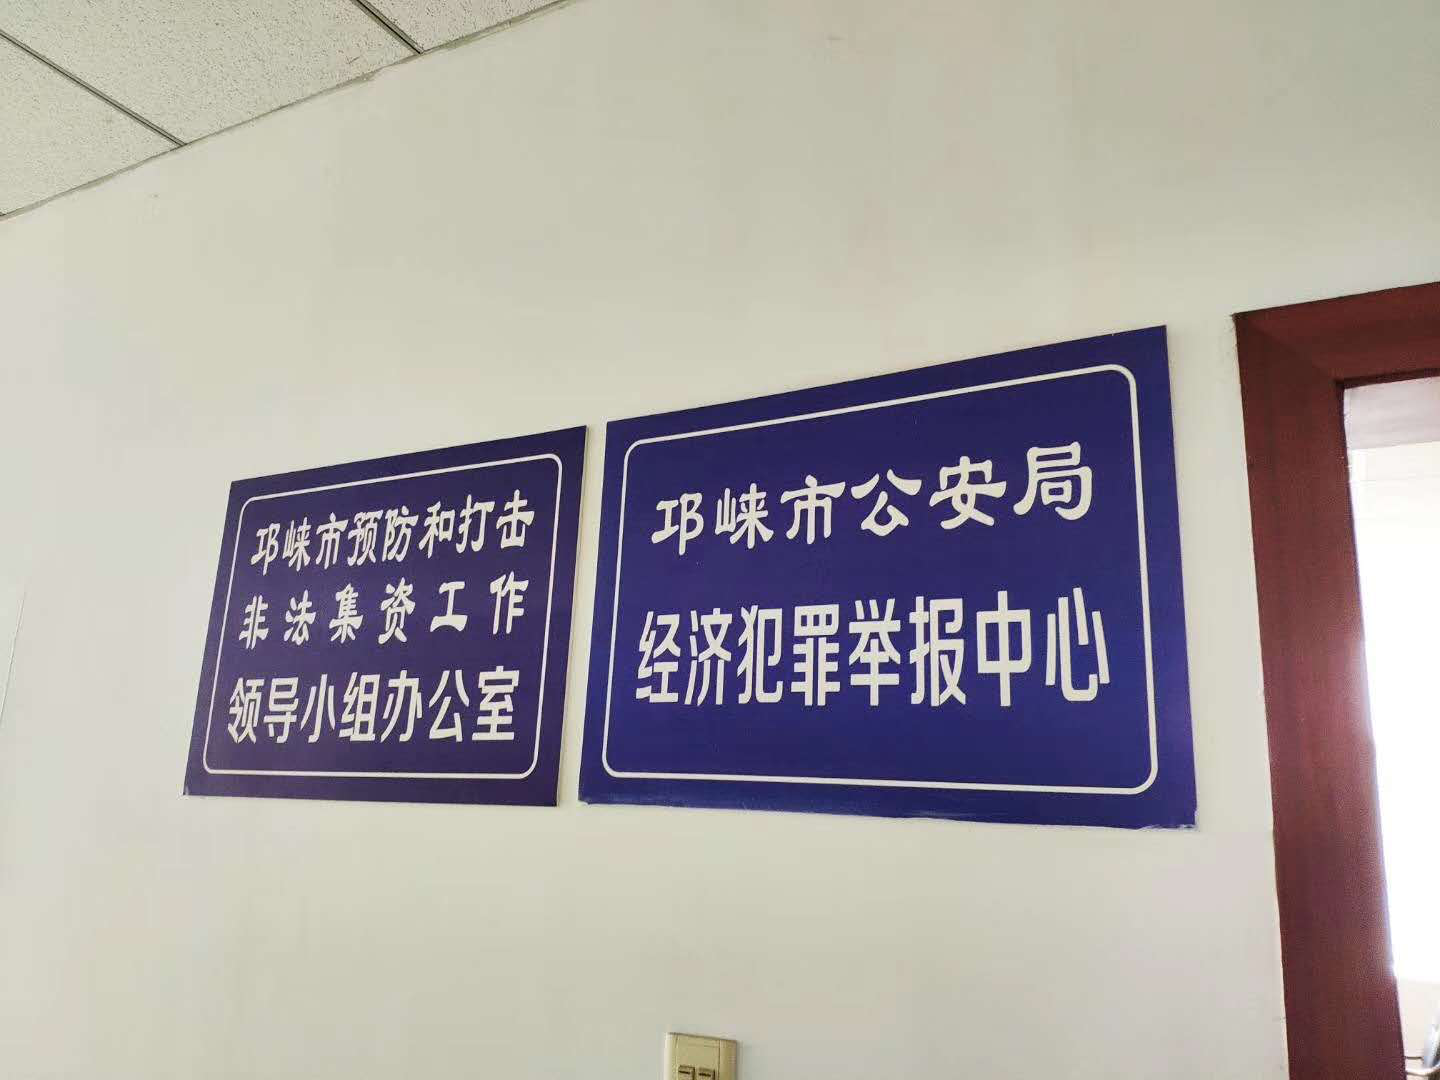 邛崃市预防和打击
非法集资工作
领导小组办公室
邛崃市公安局
经济犯罪举报中心